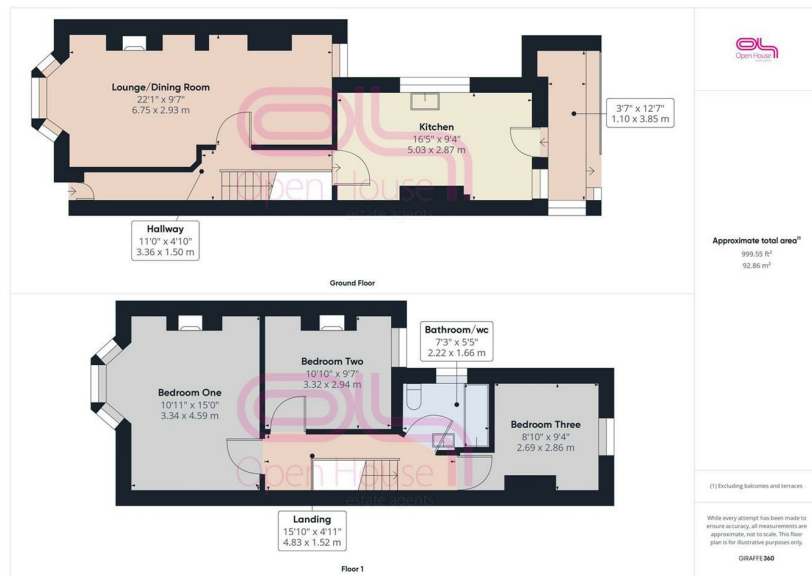 Lounge/Dining Room
22'1" x 9'7"
6.75 x 2.93 m
Kitchen
16'5" x 9'4"
5.03 x 2.87 m
3'7" x 12'7"
1.10 x 3.85 m
Hallway
11'0" x 4'10"
3.36 x 1.50 m
Open House
estate agents
Ground Floor
Bedroom One
10'11" x 15'0"
3.34 x 4.59 m
Bedroom Two
10'10" x 9'7"
3.32 x 2.94 m
Bathroom/wc
7'3" x 5'5"
2.22 x 1.66 m
Bedroom Three
8'10" x 9'4"
2.69 x 2.86 m
Open House
estate agents
Landing
15'10" x 4'11"
4.83 x 1.52 m
Floor 1
Open House
Approximate total area(1)
999.55 ft²
92.86 m²
(1) Excluding balconies and terraces
While every attempt has been made to
ensure accuracy, all measurements are
approximate, not to scale. This floor
plan is for illustrative purposes only.
GIRAFFE360